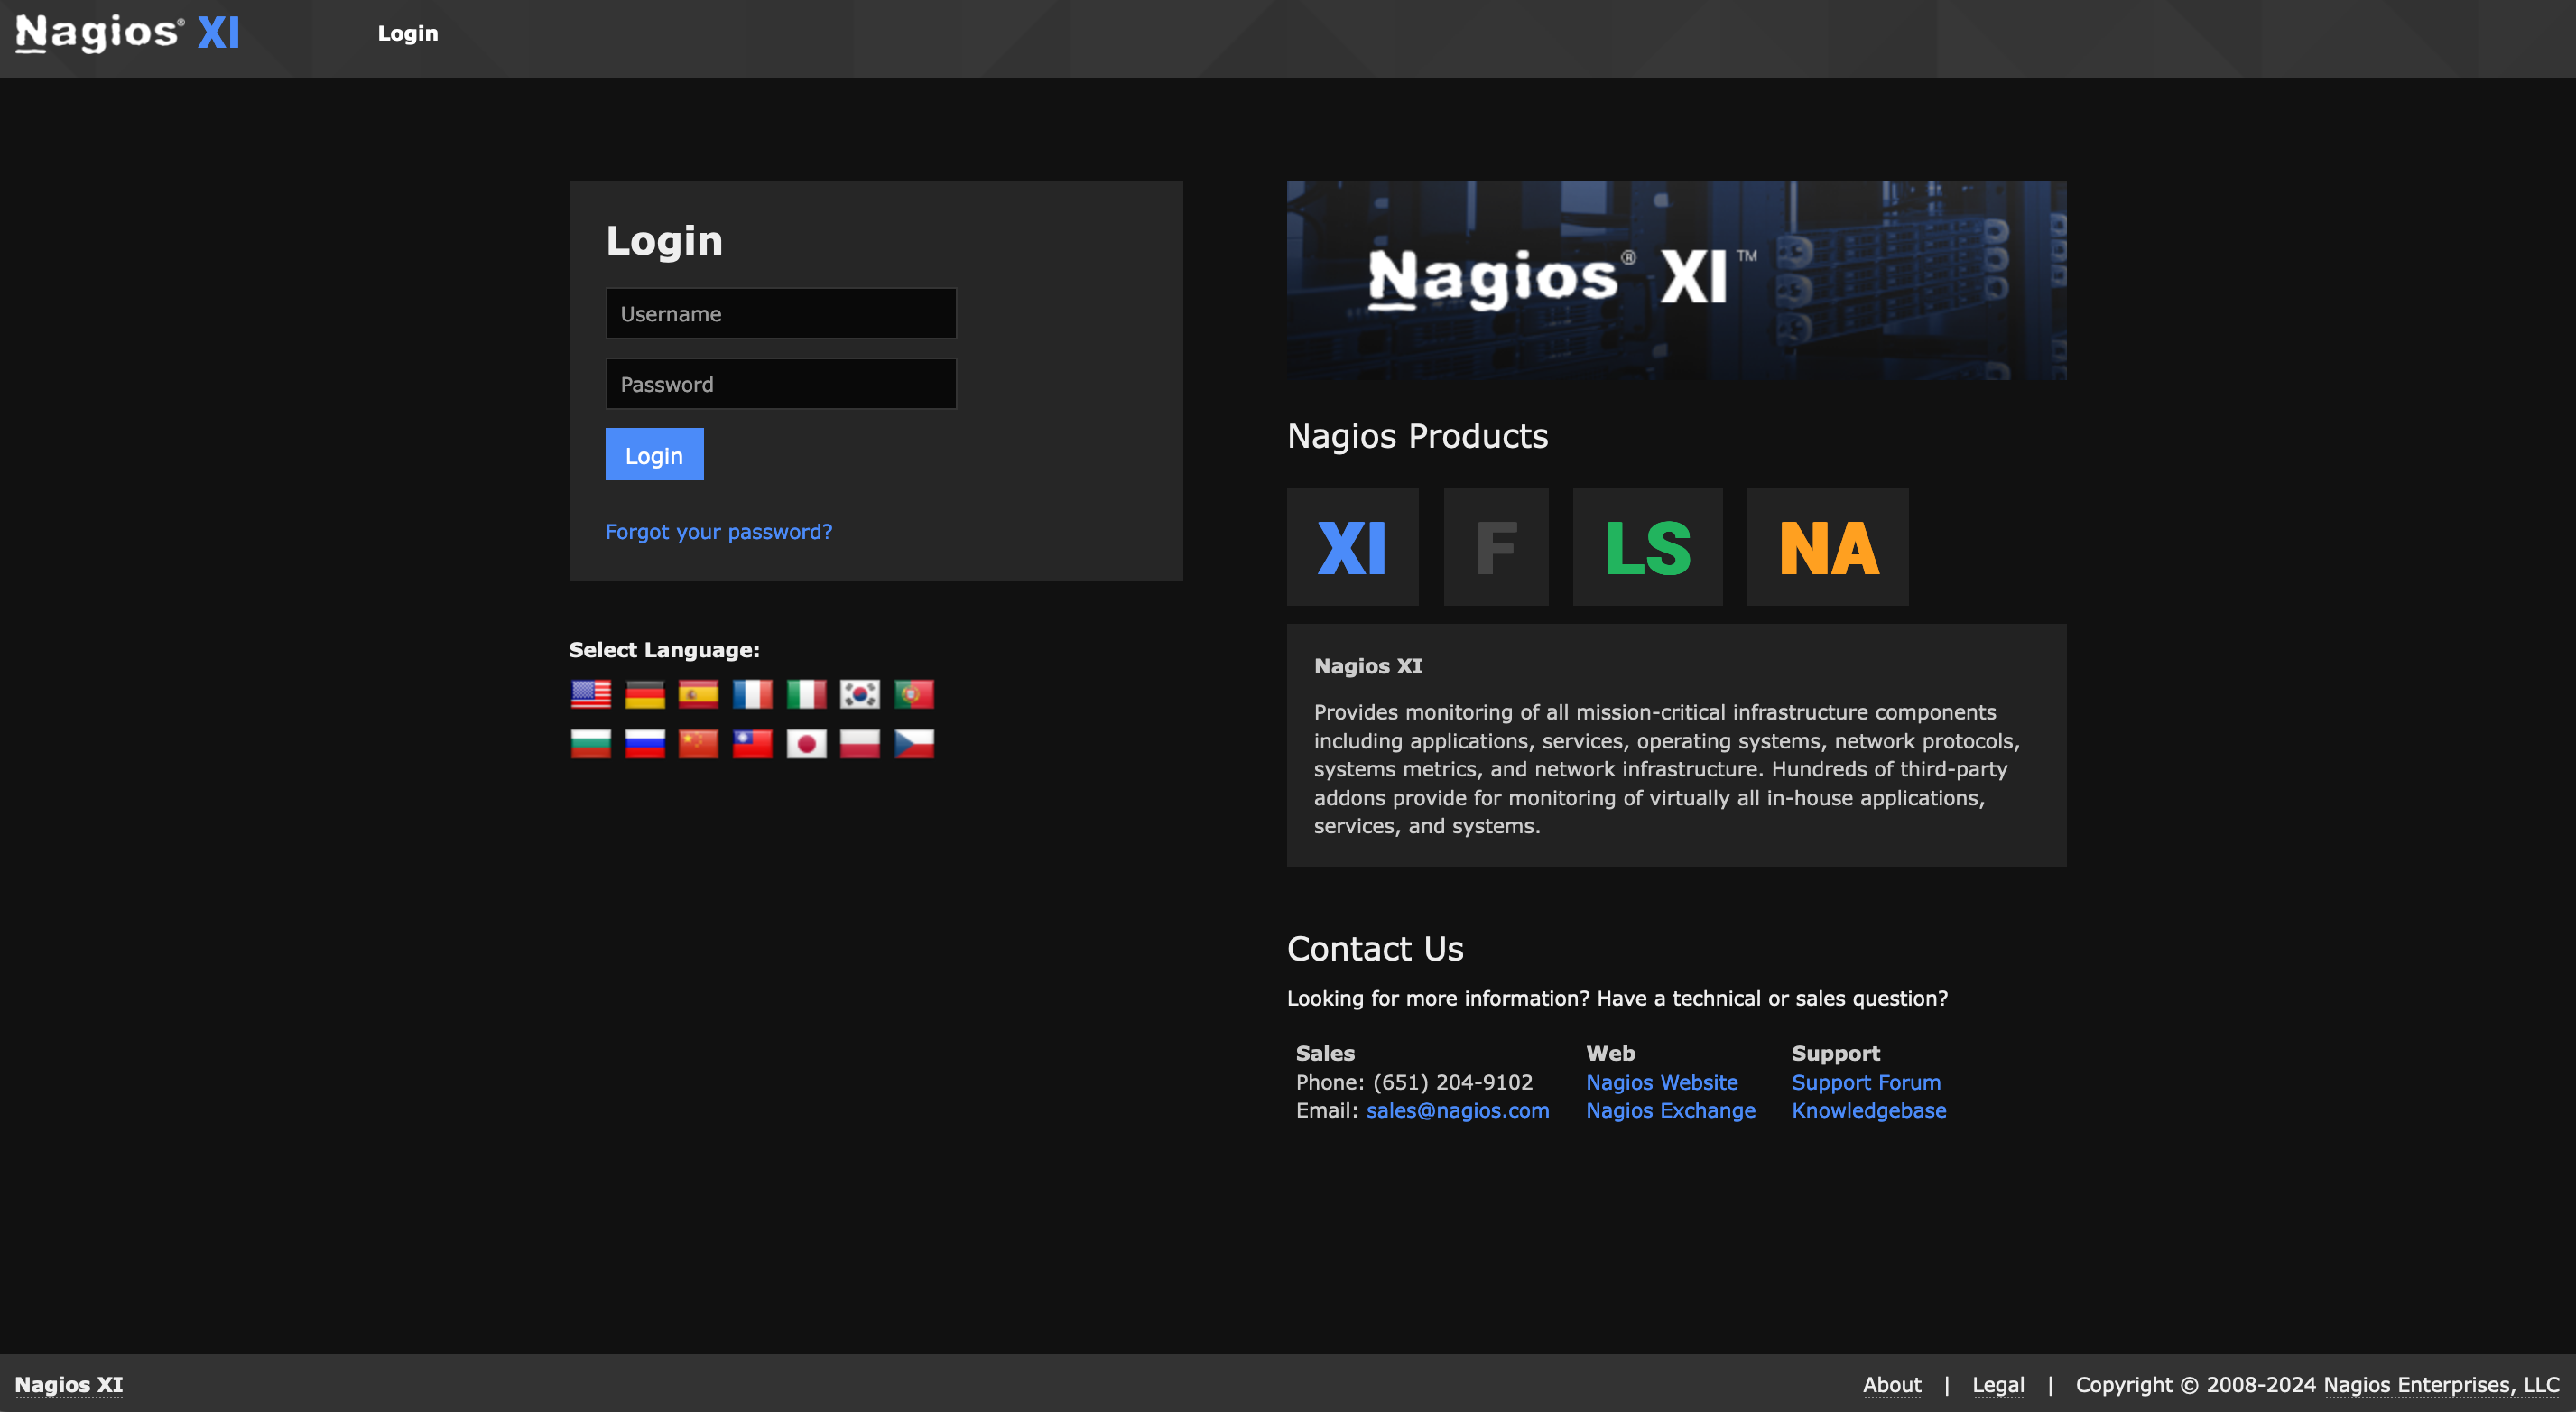 Nagios® XI
Login
Login
Username
Password
Login
Forgot your password?
Select Language:
Nagios® XI™
Nagios Products
XI
F
LS
NA
Nagios XI
Provides monitoring of all mission-critical infrastructure components
including applications, services, operating systems, network protocols,
systems metrics, and network infrastructure. Hundreds of third-party
addons provide for monitoring of virtually all in-house applications,
services, and systems.
Contact Us
Looking for more information? Have a technical or sales question?
Sales
Phone: (651) 204-9102
Email: sales@nagios.com
Web
Nagios Website
Nagios Exchange
Support
Support Forum
Knowledgebase
Nagios XI
About | Legal | Copyright © 2008-2024 Nagios Enterprises, LLC